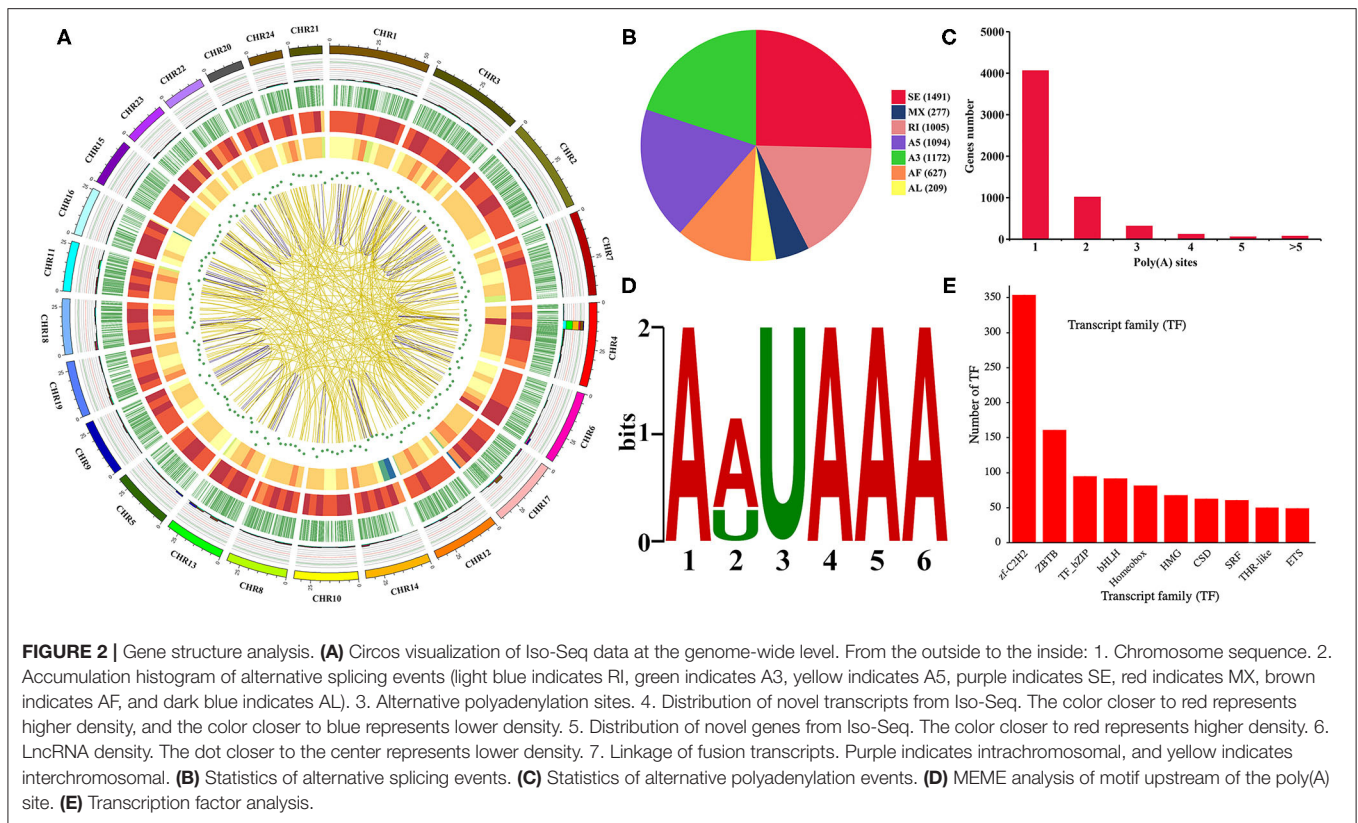 A
CHR1
CHR3
CHR2
CHR7
CHR4
CHR6
CHR17
CHR12
CHR14
CHR10
CHR8
CHR13
CHR5
CHR9
CHR19
CHR18
CHR11
CHR16
CHR15
CHR23
CHR22
CHR20
CHR24
CHR21
B
SE (1491)
MX (277)
RI (1005)
A5 (1094)
A3 (1172)
AF (627)
AL (209)
C
Genes number
5000
4000
3000
2000
1000
0
1 2 3 4 5 >5
Poly(A) sites
D
bits
2
1
0
A A U U A A A
1 2 3 4 5 6
E
Transcript family (TF)
Number of TF
350
300
250
200
150
100
50
0
zf-C2H2 ZBTB TF_bZIP bHLH Homeobox HMG CSD SRF THR-like ETS
Transcript family (TF)
FIGURE 2 | Gene structure analysis. (A) Circos visualization of Iso-Seq data at the genome-wide level. From the outside to the inside: 1. Chromosome sequence. 2.
Accumulation histogram of alternative splicing events (light blue indicates RI, green indicates A3, yellow indicates A5, purple indicates SE, red indicates MX, brown
indicates AF, and dark blue indicates AL). 3. Alternative polyadenylation sites. 4. Distribution of novel transcripts from Iso-Seq. The color closer to red represents
higher density, and the color closer to blue represents lower density. 5. Distribution of novel genes from Iso-Seq. The color closer to red represents higher density. 6.
LncRNA density. The dot closer to the center represents lower density. 7. Linkage of fusion transcripts. Purple indicates intrachromosomal, and yellow indicates
interchromosomal. (B) Statistics of alternative splicing events. (C) Statistics of alternative polyadenylation events. (D) MEME analysis of motif upstream of the poly(A)
site. (E) Transcription factor analysis.